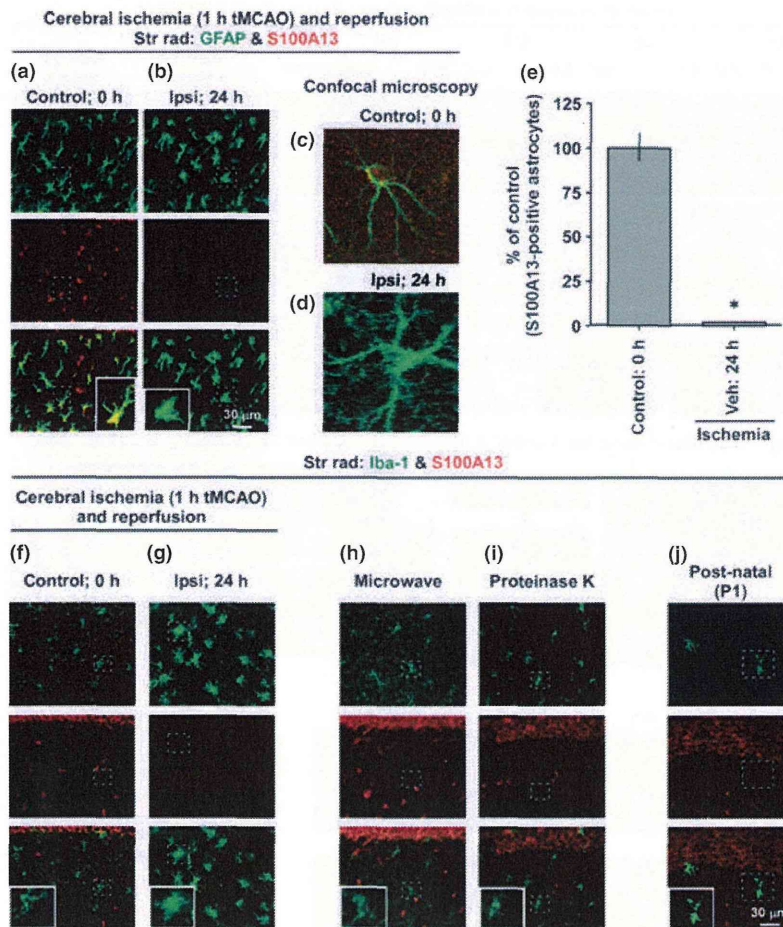 Cerebral ischemia (1 h tMCAO) and reperfusion
Str rad: GFAP & S100A13
(a)
(b)
Control; 0 h
Ipsi; 24 h
30 µm
Confocal microscopy
Control; 0 h
(c)
Ipsi; 24 h
(d)
(e)
% of control
(S100A13-positive astrocytes)
125
100
75
50
25
0
*
Control: 0 h
Veh: 24 h
Ischemia
Str rad: Iba-1 & S100A13
Cerebral ischemia (1 h tMCAO)
and reperfusion
(f)
(g)
(h)
(i)
(j)
Control; 0 h
Ipsi; 24 h
Microwave
Proteinase K
Post-natal
(P1)
30 µm